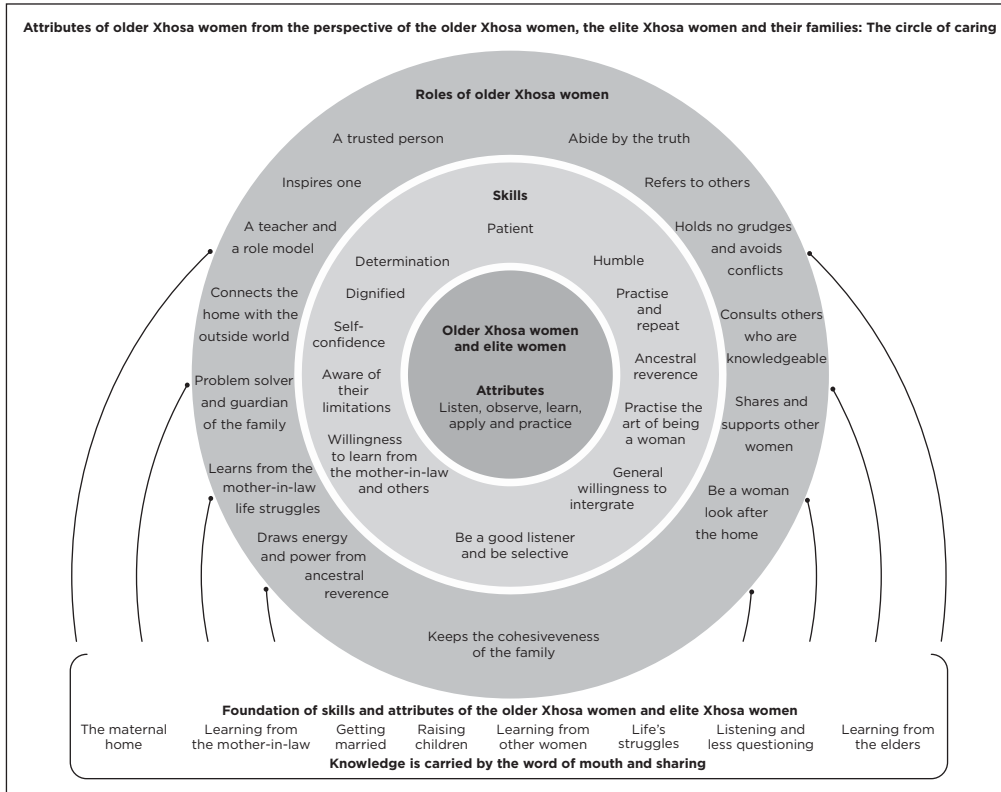 Attributes of older Xhosa women from the perspective of the older Xhosa women, the elite Xhosa women and their families: The circle of caring
Roles of older Xhosa women
A trusted person
Abide by the truth
Inspires one
Refers to others
A teacher and
a role model
Holds no grudges
and avoids
conflicts
Connects the
home with the
outside world
Consults others
who are
knowledgeable
Problem solver
and guardian
of the family
Shares and
supports other
women
Learns from the
mother-in-law
life struggles
Be a woman
look after
the home
Draws energy
and power from
ancestral
reverence
Keeps the cohesiveveness
of the family
Skills
Patient
Determination
Humble
Dignified
Practise
and
repeat
Self-
confidence
Ancestral
reverence
Aware of
their
limitations
Practise the
art of being
a woman
Willingness
to learn from
the mother-in-law
and others
General
willingness to
intergrate
Be a good listener
and be selective
Older Xhosa women
and elite women
Attributes
Listen, observe, learn,
apply and practice
Foundation of skills and attributes of the older Xhosa women and elite Xhosa women
The maternal
home
Learning from
the mother-in-law
Getting
married
Raising
children
Learning from
other women
Life's
struggles
Listening and
less questioning
Learning from
the elders
Knowledge is carried by the word of mouth and sharing